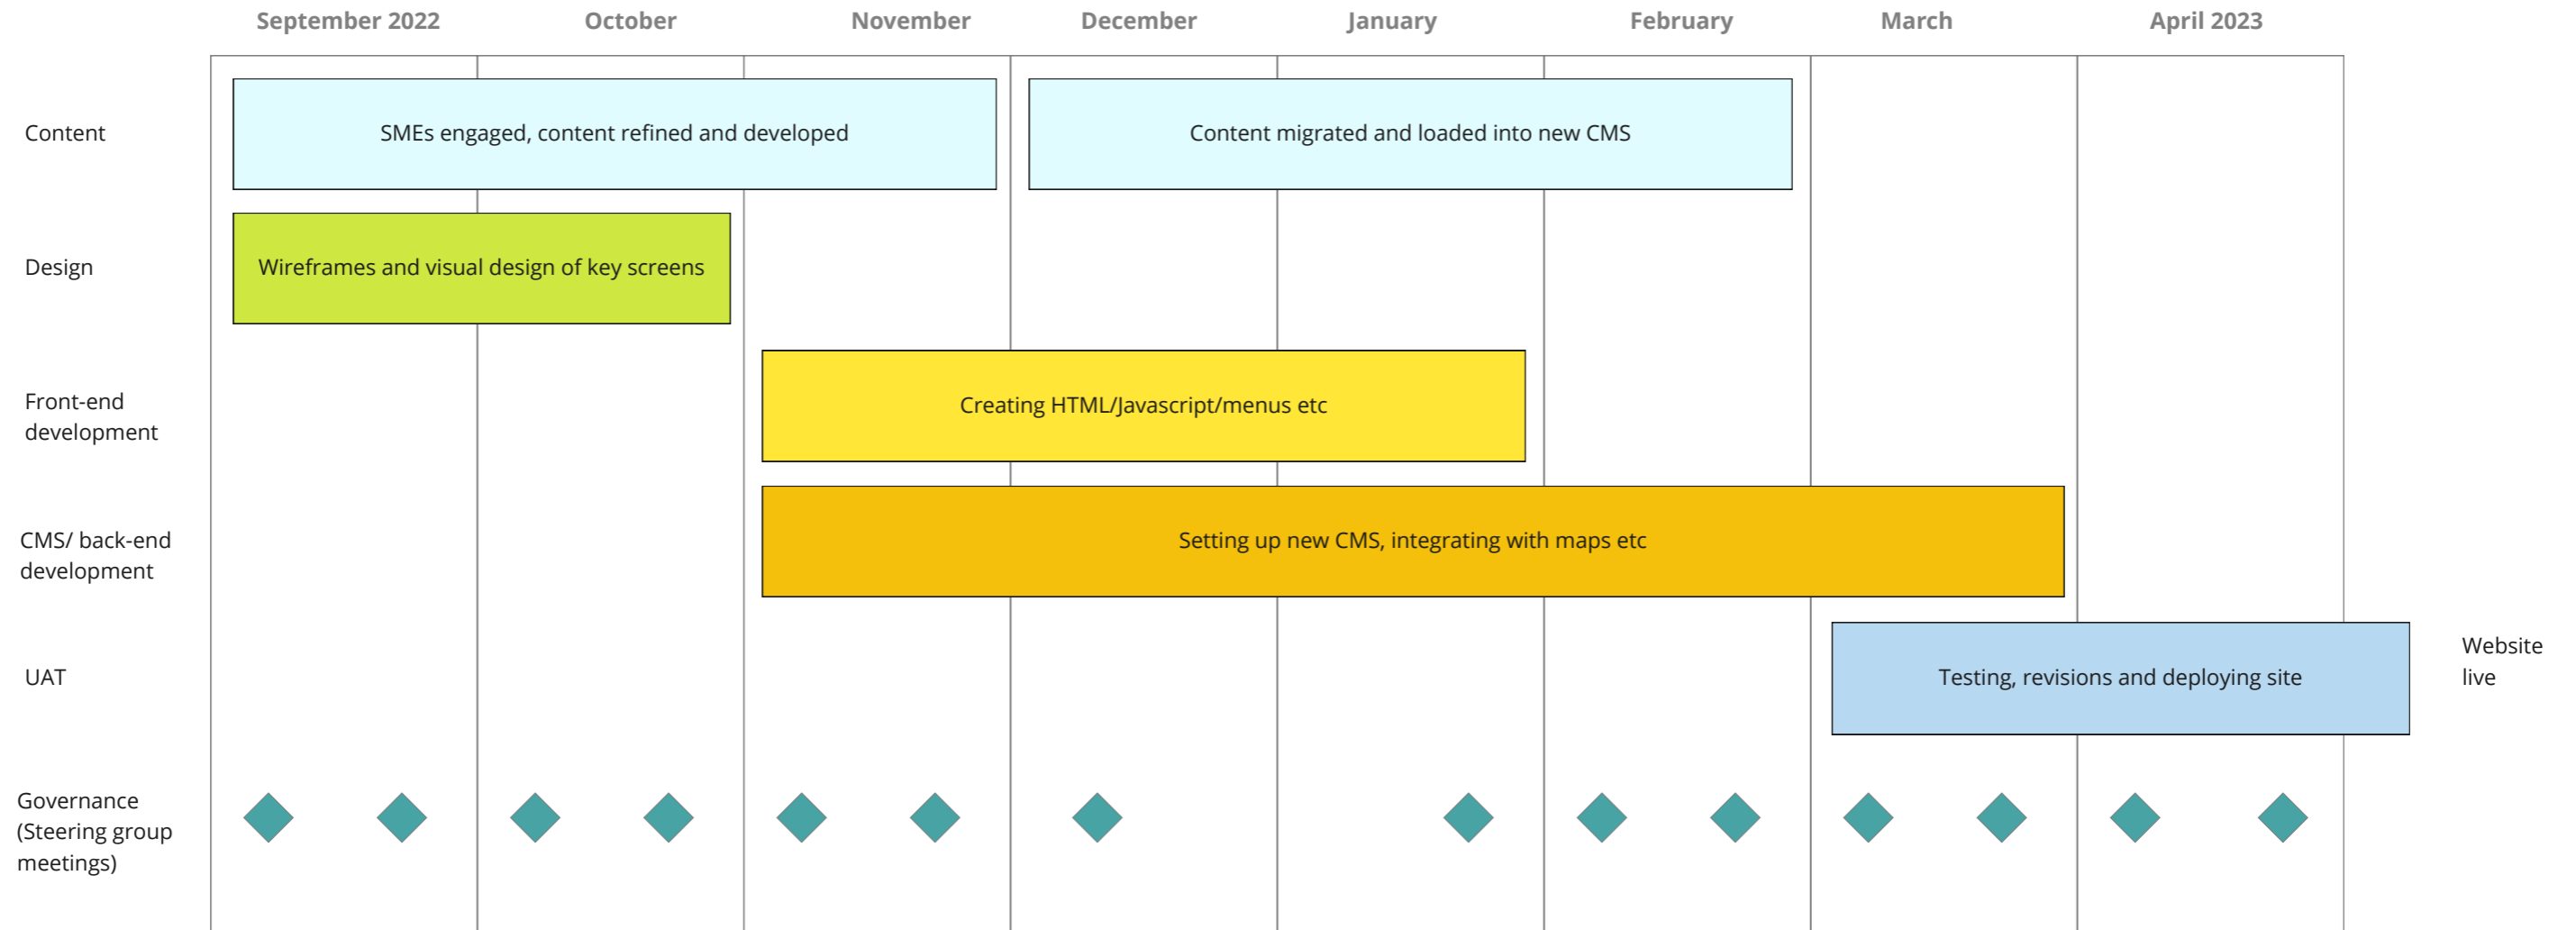 September 2022
October
November
December
January
February
March
April 2023
Content
SMEs engaged, content refined and developed
Content migrated and loaded into new CMS
Design
Wireframes and visual design of key screens
Front-end
development
Creating HTML/Javascript/menus etc
CMS/ back-end
development
Setting up new CMS, integrating with maps etc
UAT
Testing, revisions and deploying site
Website
live
Governance
(Steering group
meetings)